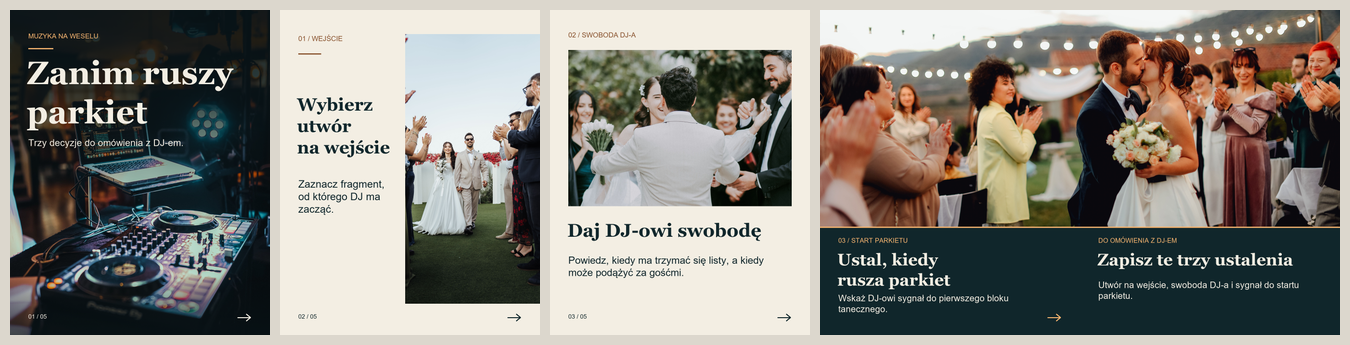 MUZYKA NA WESELU
Zanim ruszy
parkiet
Trzy decyzje do omówienia z DJ-em.
01 / 05
01 / WEJŚCIE
Wybierz
utwór
na wejście
Zaznacz fragment,
od którego DJ ma
zacząć.
02 / 05
02 / SWOBODA DJ-A
Daj DJ-owi swobodę
Powiedz, kiedy ma trzymać się listy, a kiedy
może podążyć za gośćmi.
03 / 05
03 / START PARKIETU
Ustal, kiedy
rusza parkiet
Wskaż DJ-owi sygnał do pierwszego bloku
tanecznego.
DO OMÓWIENIA Z DJ-EM
Zapisz te trzy ustalenia
Utwór na wejście, swoboda DJ-a i sygnał do startu
parkietu.